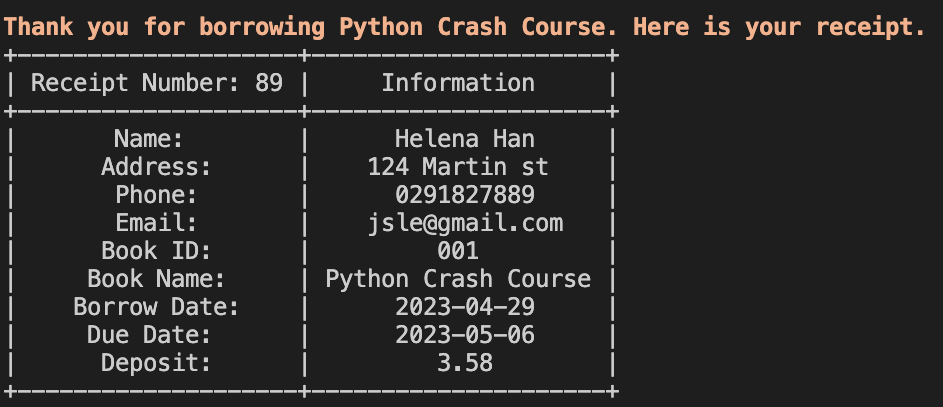 Thank you for borrowing Python Crash Course. Here is your receipt.
+--------------------+---------------------+
| Receipt Number: 89 |     Information     |
+--------------------+---------------------+
|       Name:        |      Helena Han     |
|      Address:      |    124 Martin st    |
|       Phone:       |      0291827889     |
|       Email:       |    jsle@gmail.com   |
|      Book ID:      |         001         |
|     Book Name:     | Python Crash Course |
|    Borrow Date:    |      2023-04-29     |
|     Due Date:      |      2023-05-06     |
|      Deposit:      |         3.58        |
+--------------------+---------------------+